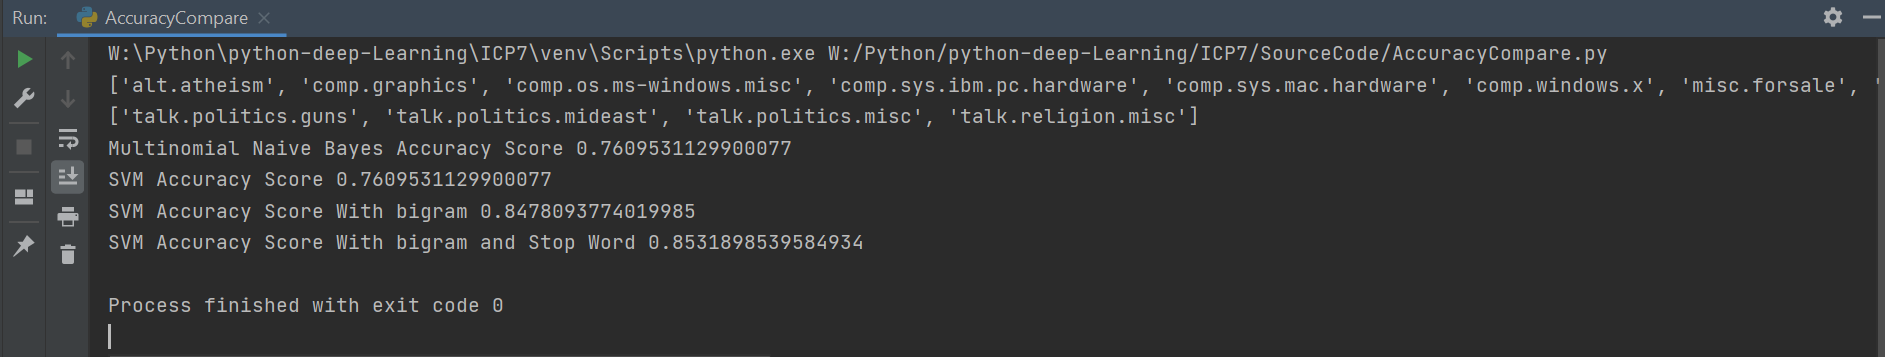 Run: AccuracyCompare
W:\Python\python-deep-Learning\ICP7\venv\Scripts\python.exe W:/Python/python-deep-Learning/ICP7/SourceCode/AccuracyCompare.py
['alt.atheism', 'comp.graphics', 'comp.os.ms-windows.misc', 'comp.sys.ibm.pc.hardware', 'comp.sys.mac.hardware', 'comp.windows.x', 'misc.forsale', '
['talk.politics.guns', 'talk.politics.mideast', 'talk.politics.misc', 'talk.religion.misc']
Multinomial Naive Bayes Accuracy Score 0.7609531129900077
SVM Accuracy Score 0.7609531129900077
SVM Accuracy Score With bigram 0.8478093774019985
SVM Accuracy Score With bigram and Stop Word 0.8531898539584934
Process finished with exit code 0